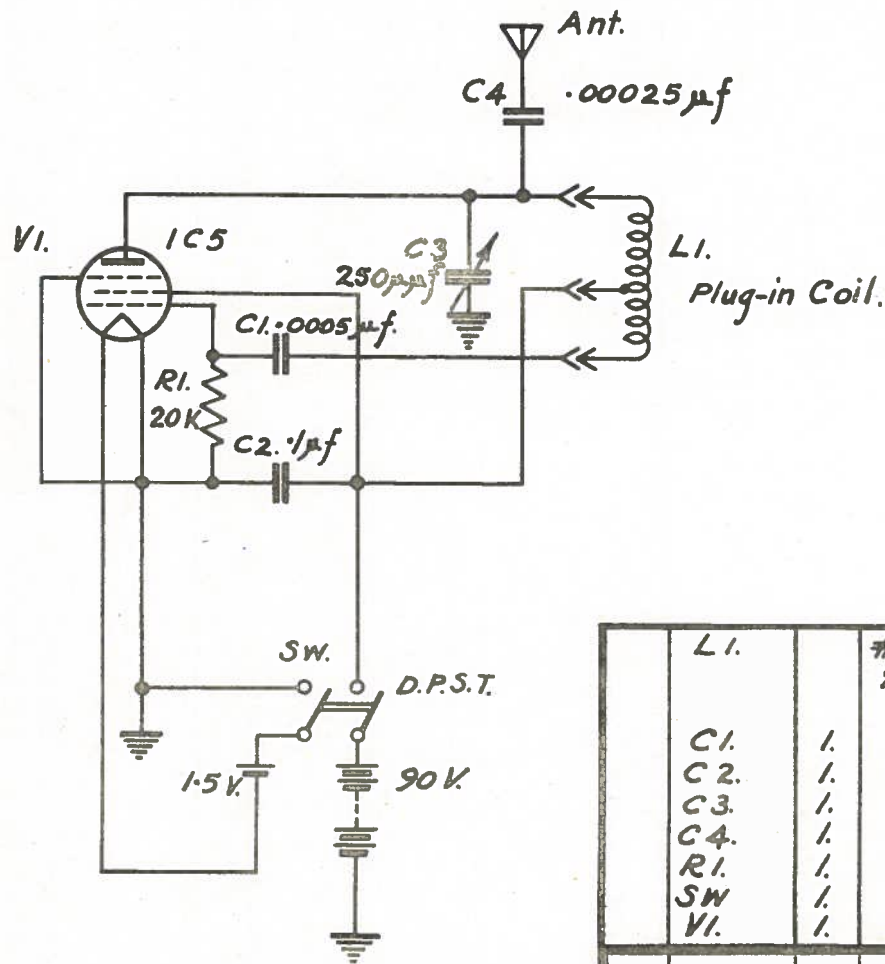 Ant.
C4 .00025μf
V1. 1C5
C3
250μμf
L1.
Plug-in Coil.
C1. .0005μf.
R1.
20K
C2. .1μf
SW.
D.P.S.T.
1.5V.
90V.
L1.
C1. 1.
C2. 1.
C3. 1.
C4. 1.
R1. 1.
SW 1.
V1. 1.